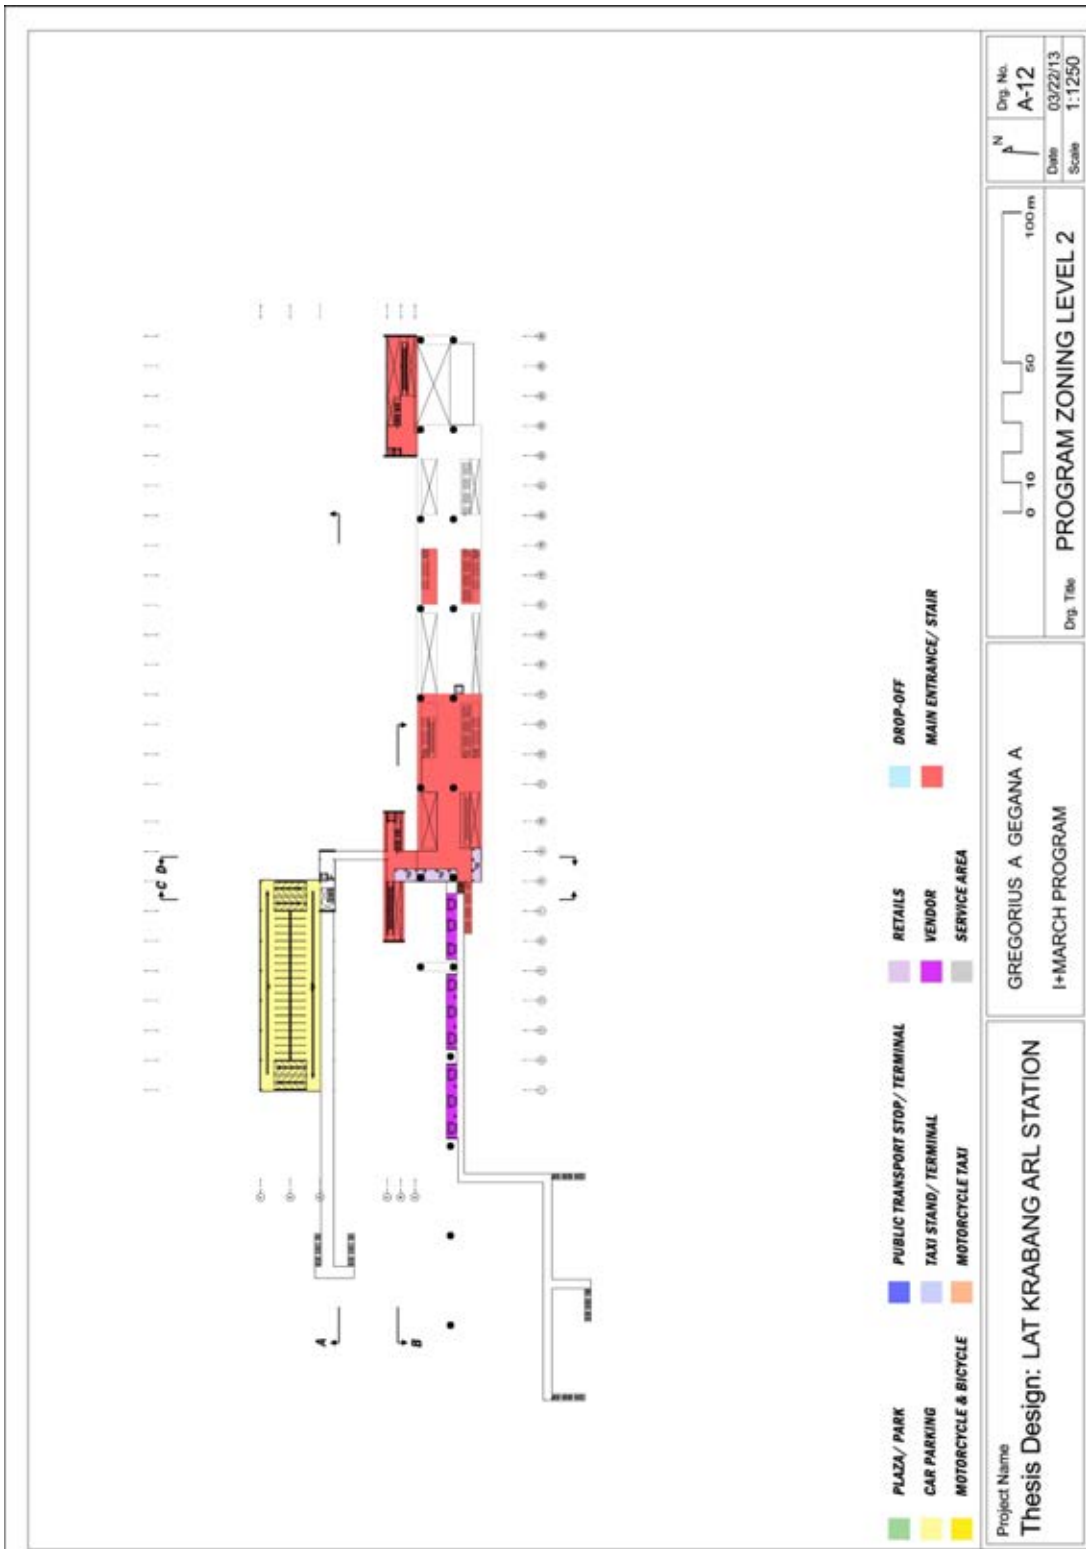 C D
A
B
PLAZA/ PARK
CAR PARKING
MOTORCYCLE & BICYCLE
PUBLIC TRANSPORT STOP/ TERMINAL
TAXI STAND/ TERMINAL
MOTORCYCLE TAXI
RETAILS
VENDOR
SERVICE AREA
DROP-OFF
MAIN ENTRANCE/ STAIR
Project Name
Thesis Design: LAT KRABANG ARL STATION
GREGORIUS A GEGANA A
I+MARCH PROGRAM
0 10 50 100 m
Drg. Title PROGRAM ZONING LEVEL 2
N
Drg. No.
A-12
Date 03/22/13
Scale 1:1250